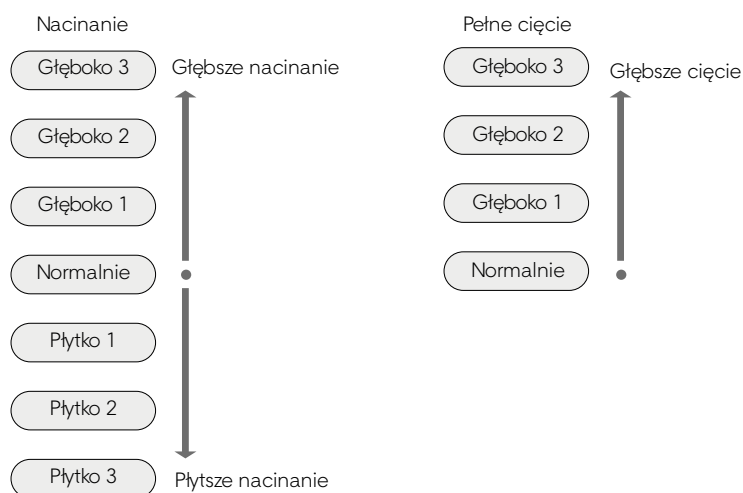 Nacinanie
Głęboko 3
Głębsze nacinanie
Głęboko 2
Głęboko 1
Normalnie
Płytko 1
Płytko 2
Płytko 3
Płytsze nacinanie
Pełne cięcie
Głęboko 3
Głębsze cięcie
Głęboko 2
Głęboko 1
Normalnie